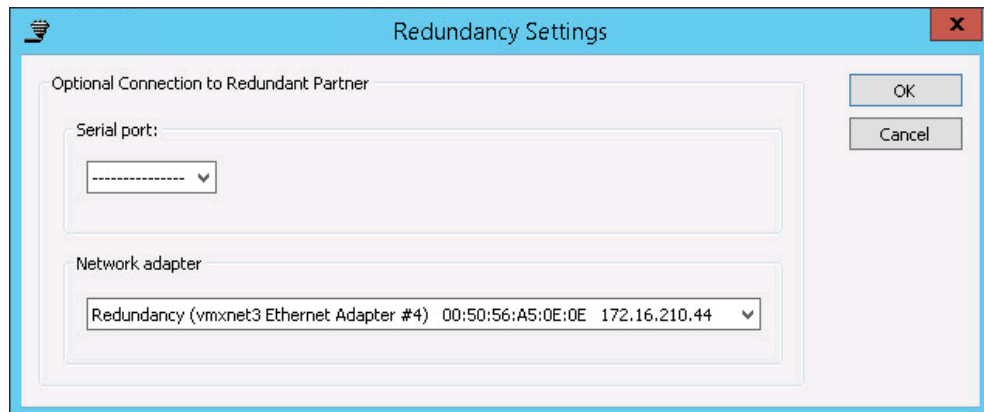 Redundancy Settings
x
Optional Connection to Redundant Partner
OK
Serial port:
Cancel
---------------
Network adapter
Redundancy (vmxnet3 Ethernet Adapter #4) 00:50:56:A5:0E:0E 172.16.210.44